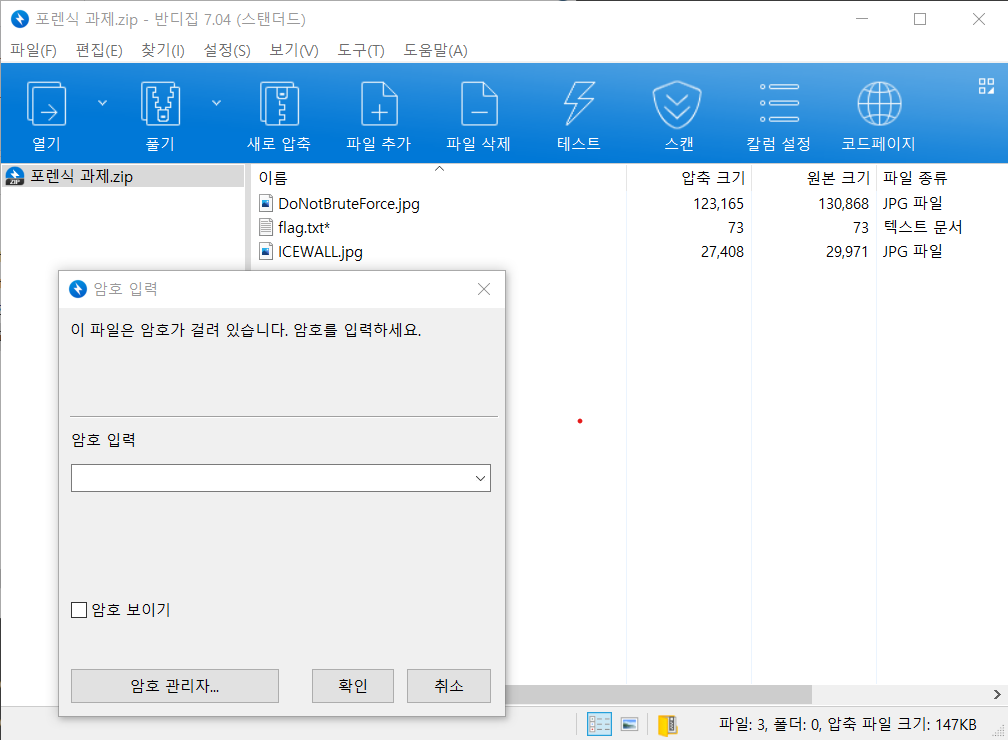 포렌식 과제.zip - 반디집 7.04 (스탠더드)
파일(F) 편집(E) 찾기(I) 설정(S) 보기(V) 도구(T) 도움말(A)
열기 풀기 새로 압축 파일 추가 파일 삭제 테스트 스캔 칼럼 설정 코드페이지
포렌식 과제.zip
이름 압축 크기 원본 크기 파일 종류
DoNotBruteForce.jpg 123,165 130,868 JPG 파일
flag.txt* 73 73 텍스트 문서
ICEWALL.jpg 27,408 29,971 JPG 파일
암호 입력
이 파일은 암호가 걸려 있습니다. 암호를 입력하세요.
암호 입력
암호 보이기
암호 관리자... 확인 취소
파일: 3, 폴더: 0, 압축 파일 크기: 147KB